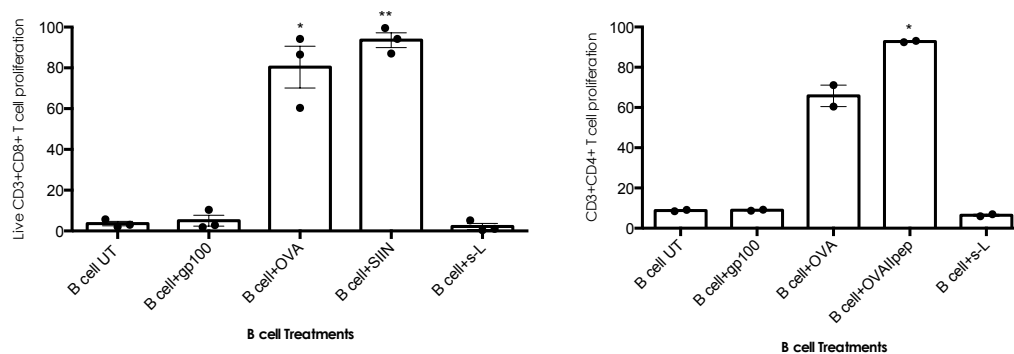 Live CD3+CD8+ T cell proliferation
100
80
60
40
20
0
*
**
B cell UT
B cell+gp100
B cell+OVA
B cell+SIIN
B cell+s-L
B cell Treatments
CD3+CD4+ T cell proliferation
100
80
60
40
20
0
*
B cell UT
B cell+gp100
B cell+OVA
B cell+OVAIIpep
B cell+s-L
B cell Treatments